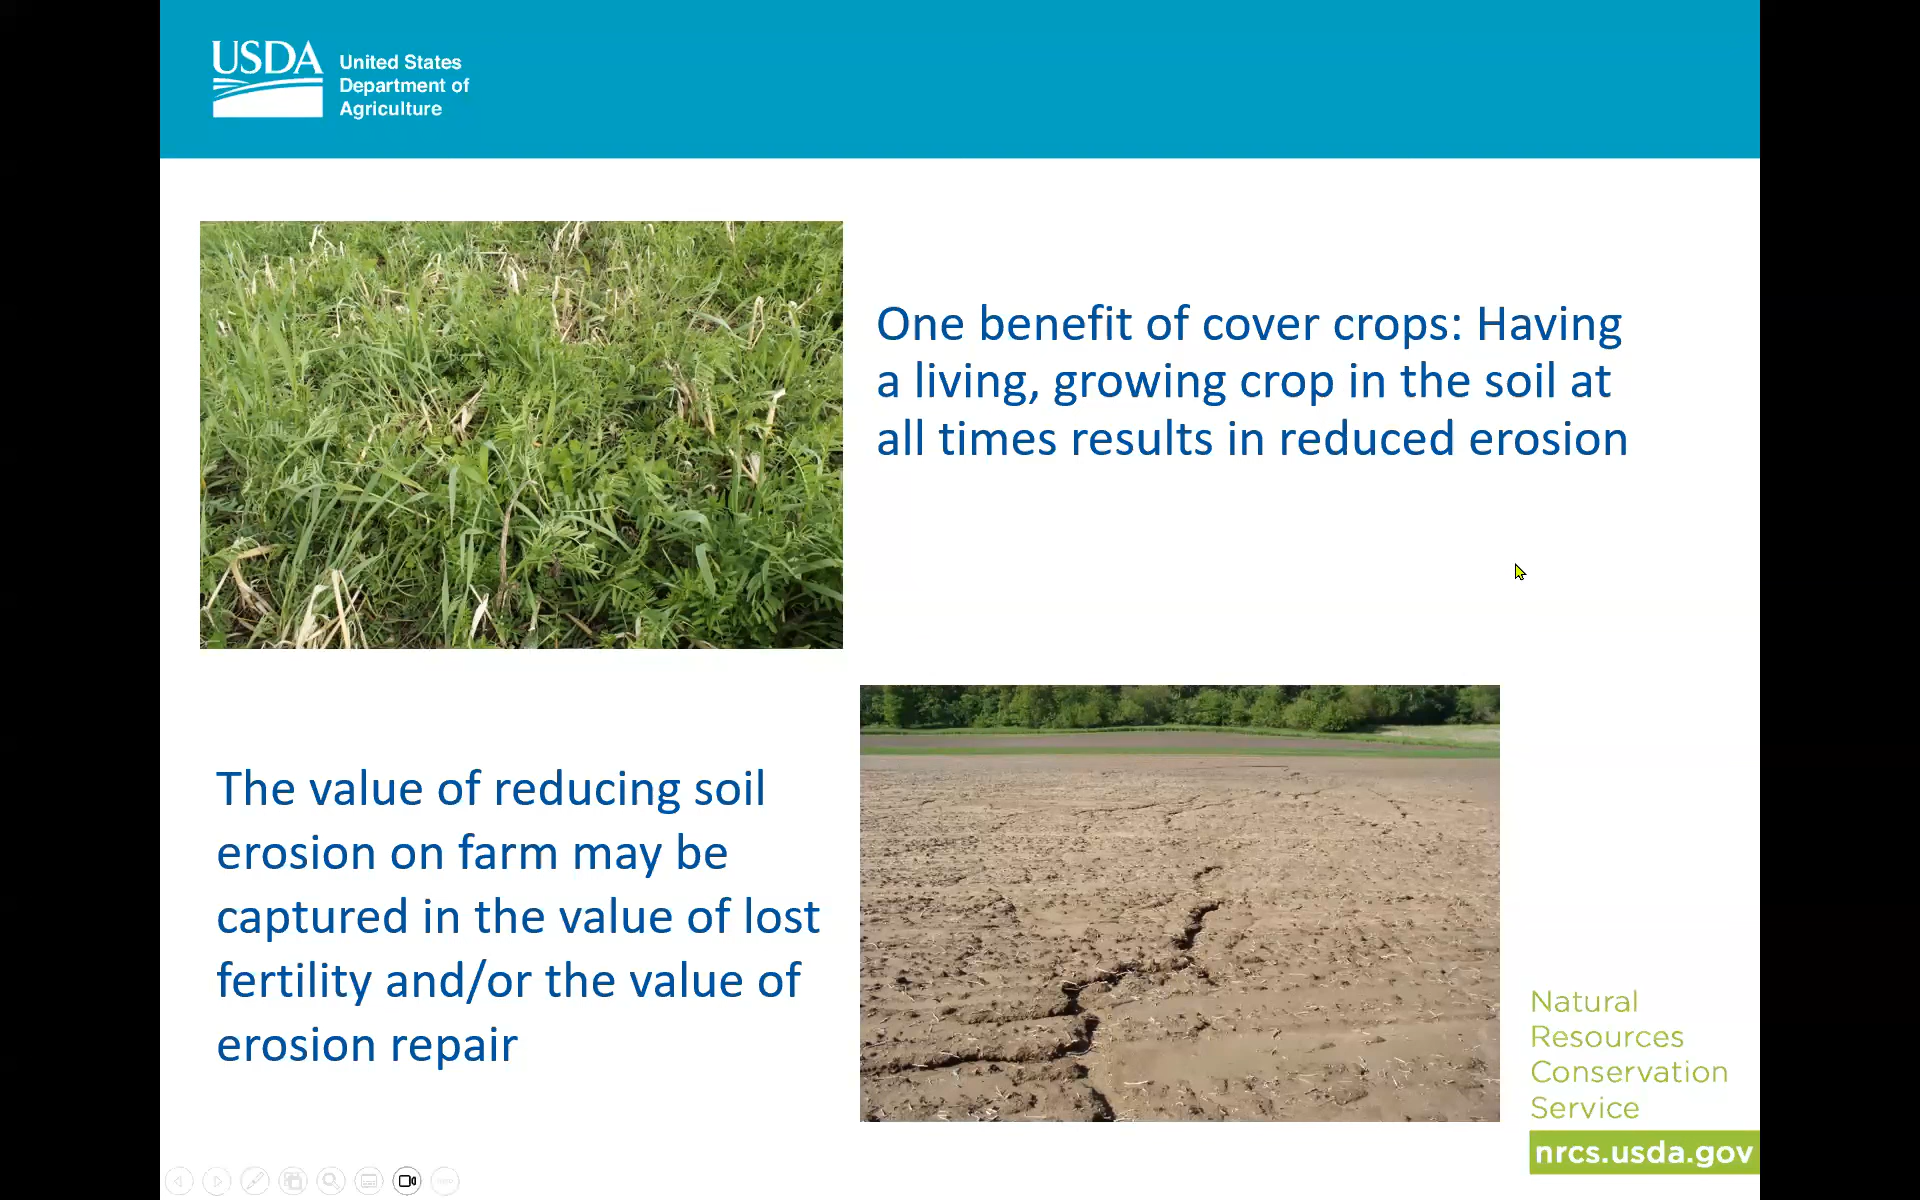 USDA
United States
Department of
Agriculture
One benefit of cover crops: Having
a living, growing crop in the soil at
all times results in reduced erosion
The value of reducing soil
erosion on farm may be
captured in the value of lost
fertility and/or the value of
erosion repair
Natural
Resources
Conservation
Service
nrcs.usda.gov